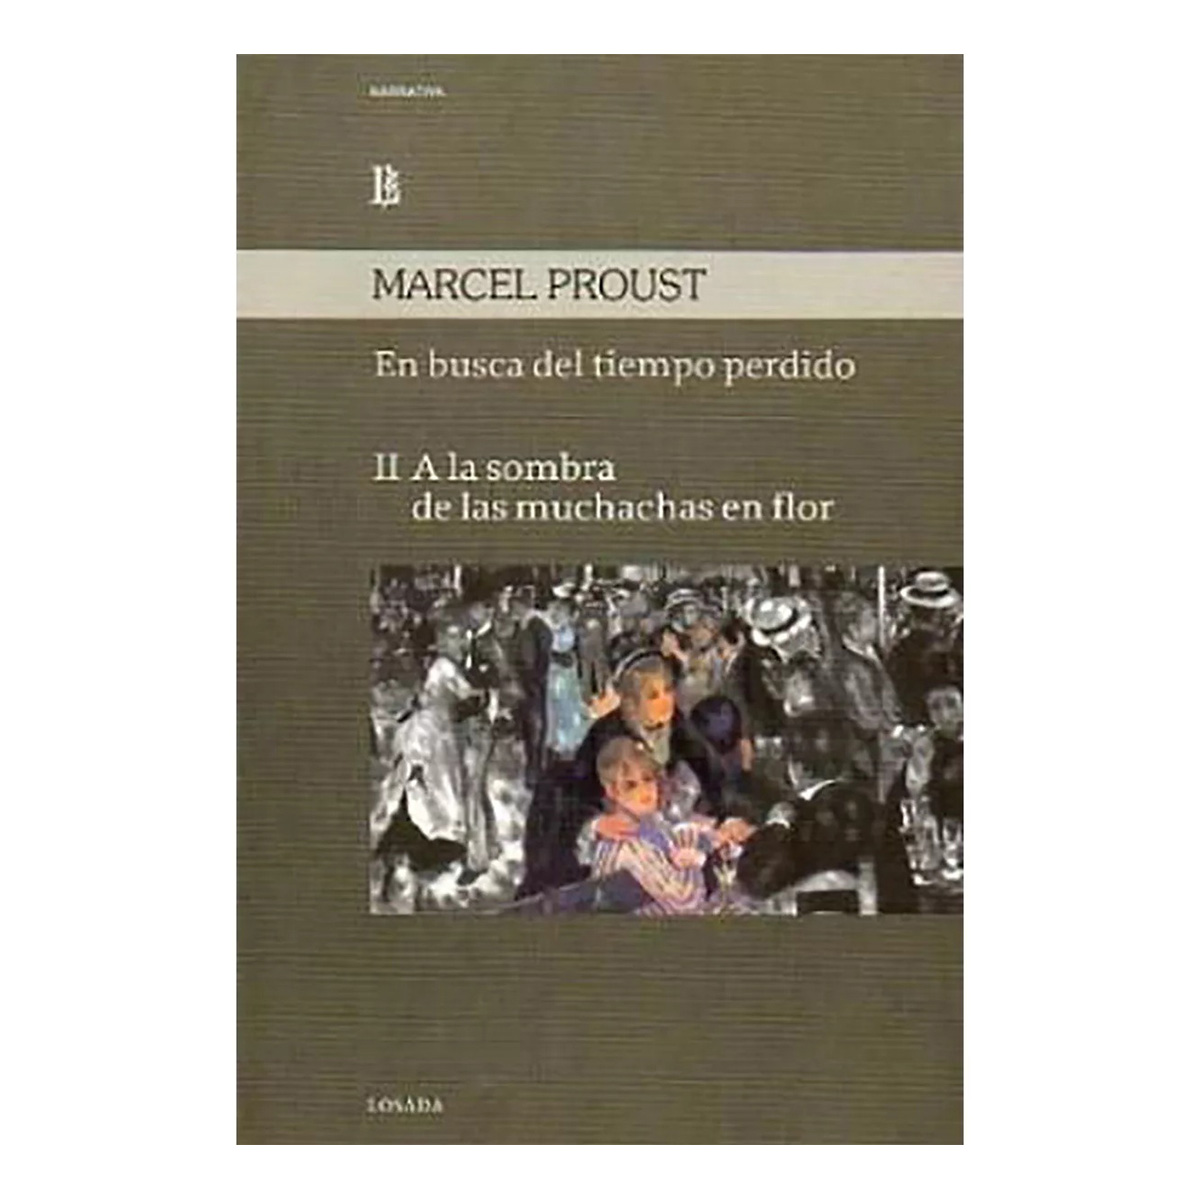 NARRATIVA
MARCEL PROUST
En busca del tiempo perdido
II A la sombra
de las muchachas en flor
LOSADA